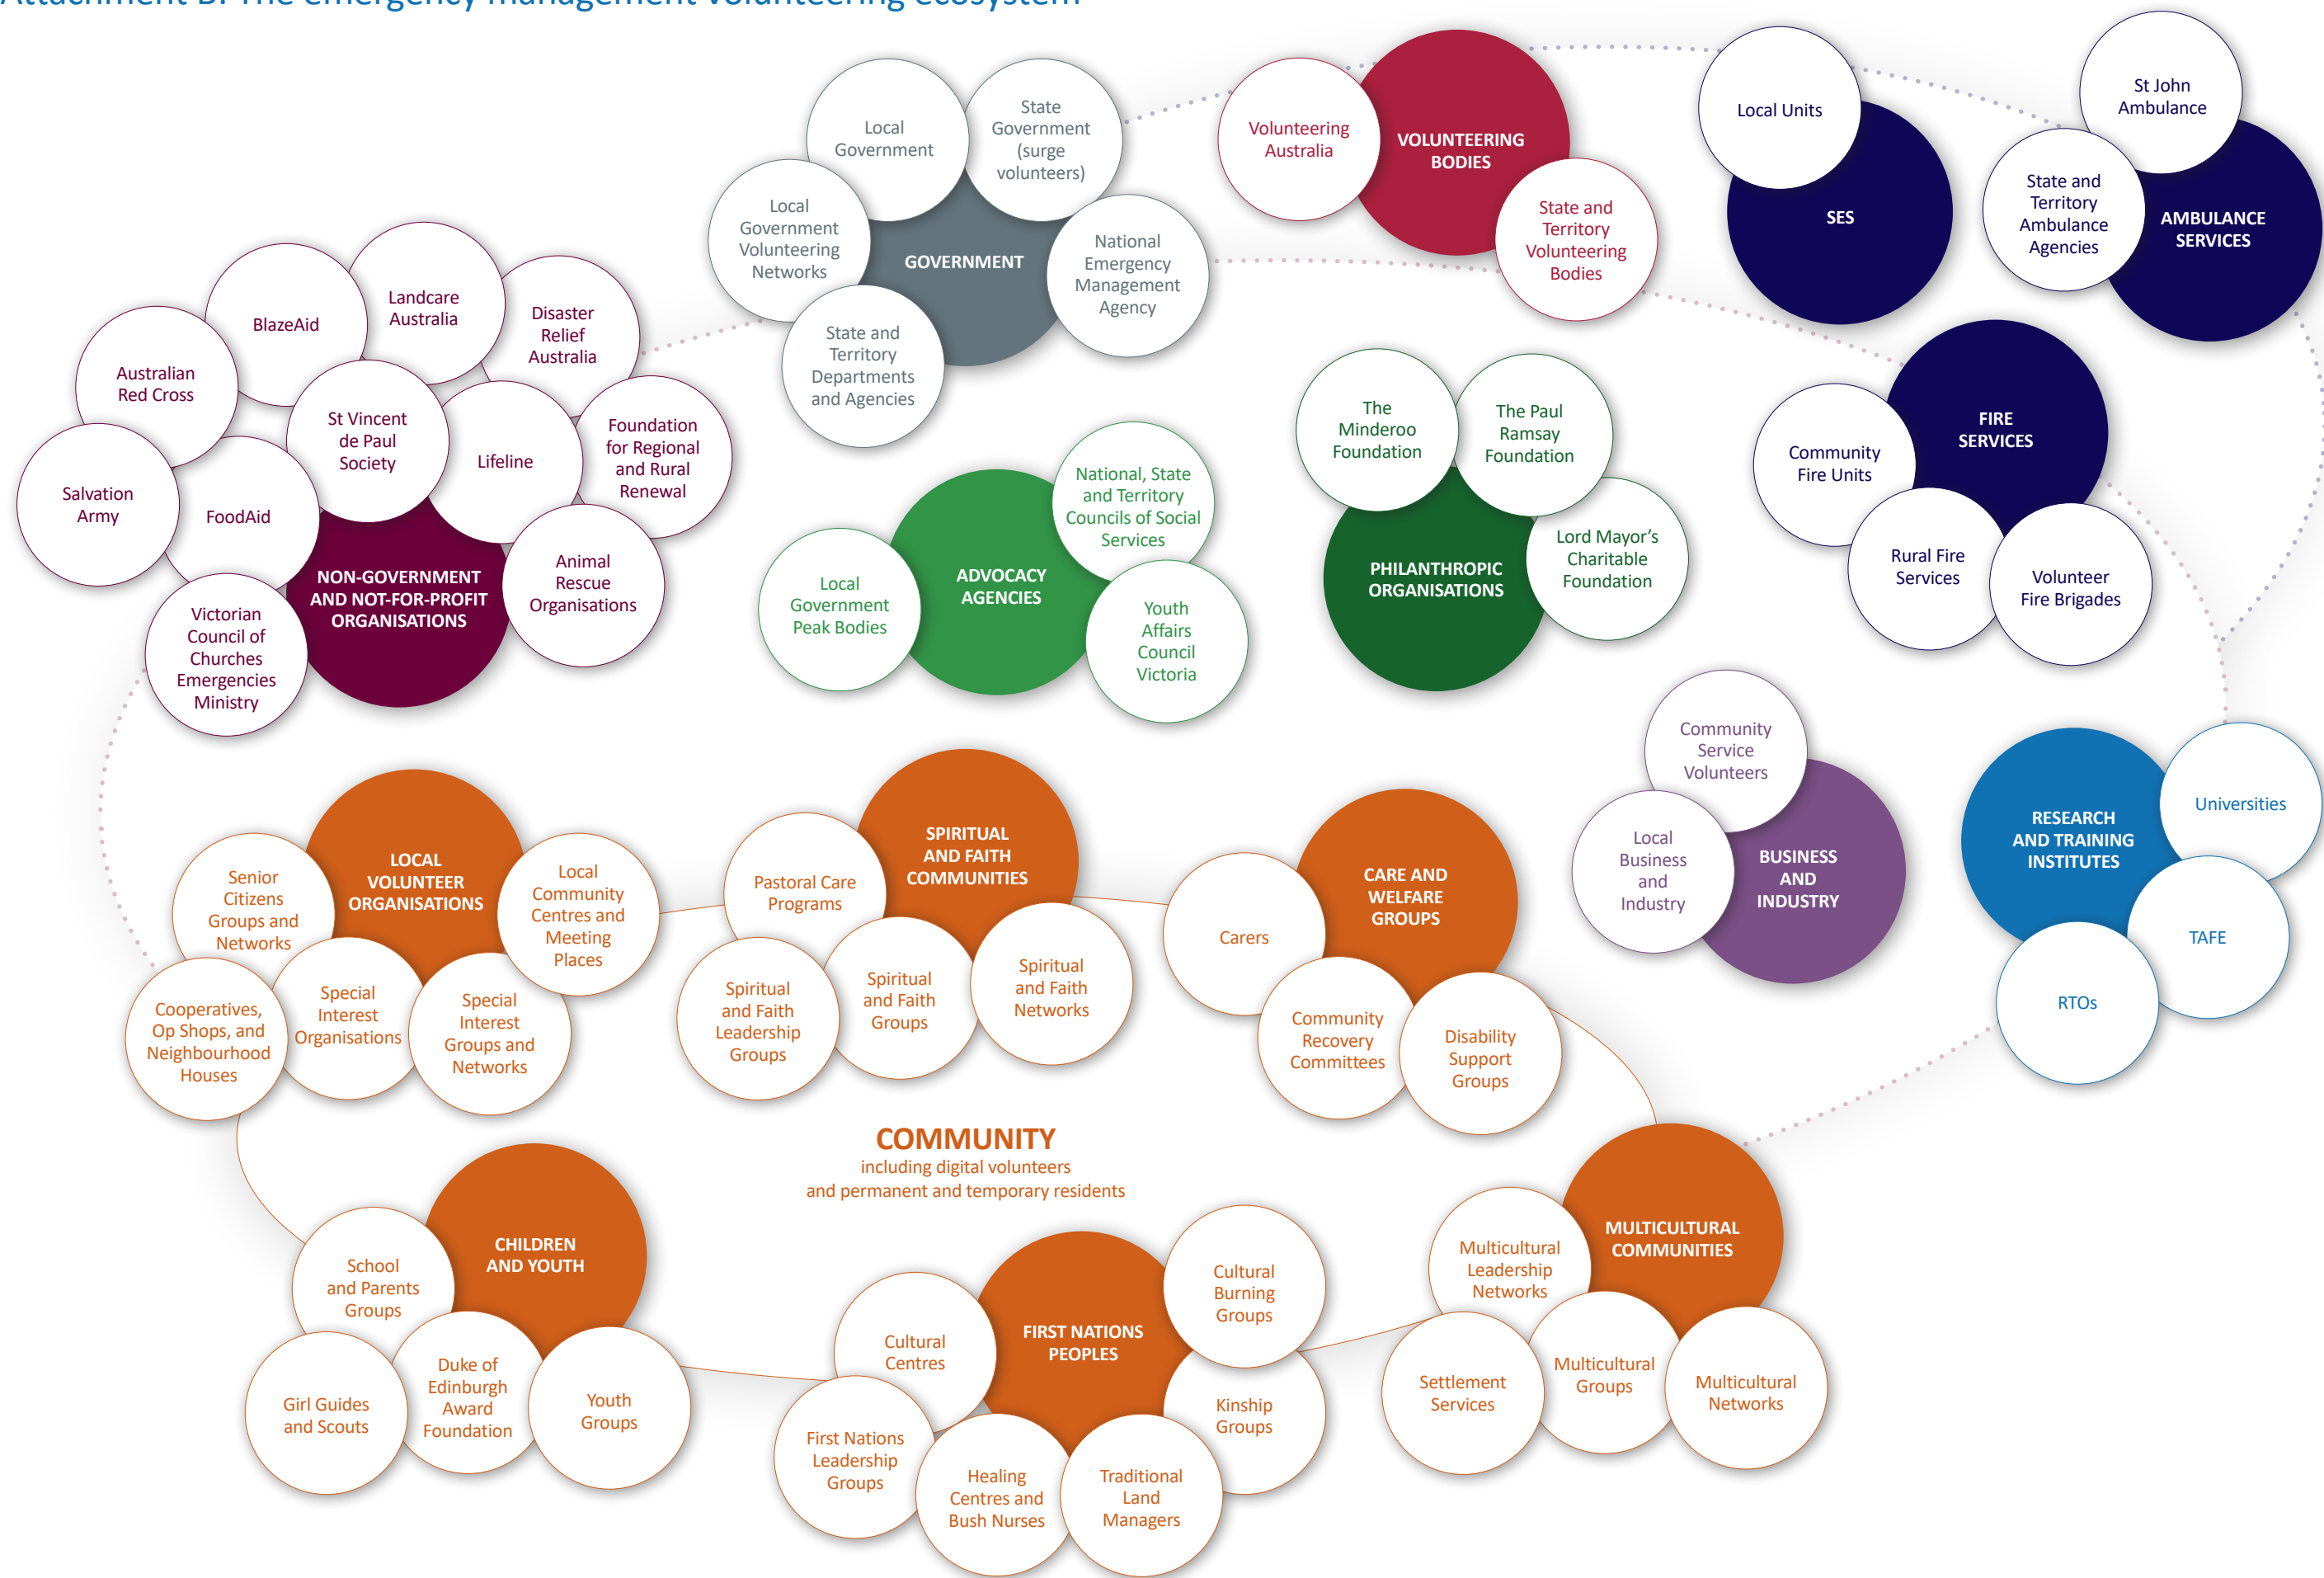 Attachment B: The emergency management volunteering ecosystem
Local
Government
State
Government
(surge
volunteers)
Local
Government
Volunteering
Networks
National
Emergency
Management
Agency
State and
Territory
Departments
and Agencies
GOVERNMENT
Volunteering
Australia
VOLUNTEERING
BODIES
State and
Territory
Volunteering
Bodies
Local Units
SES
St John
Ambulance
State and
Territory
Ambulance
Agencies
AMBULANCE
SERVICES
BlazeAid
Landcare
Australia
Disaster
Relief
Australia
Australian
Red Cross
St Vincent
de Paul
Society
Lifeline
Foundation
for Regional
and Rural
Renewal
Salvation
Army
FoodAid
Animal
Rescue
Organisations
Victorian
Council of
Churches
Emergencies
Ministry
NON-GOVERNMENT
AND NOT-FOR-PROFIT
ORGANISATIONS
National, State
and Territory
Councils of Social
Services
Local
Government
Peak Bodies
ADVOCACY
AGENCIES
Youth
Affairs
Council
Victoria
The
Minderoo
Foundation
The Paul
Ramsay
Foundation
Lord Mayor's
Charitable
Foundation
PHILANTHROPIC
ORGANISATIONS
FIRE
SERVICES
Community
Fire Units
Rural Fire
Services
Volunteer
Fire Brigades
Community
Service
Volunteers
Local
Business
and
Industry
BUSINESS
AND
INDUSTRY
RESEARCH
AND TRAINING
INSTITUTES
Universities
TAFE
RTOs
LOCAL
VOLUNTEER
ORGANISATIONS
Senior
Citizens
Groups and
Networks
Local
Community
Centres and
Meeting
Places
Cooperatives,
Op Shops, and
Neighbourhood
Houses
Special
Interest
Organisations
Special
Interest
Groups and
Networks
SPIRITUAL
AND FAITH
COMMUNITIES
Pastoral Care
Programs
Spiritual
and Faith
Leadership
Groups
Spiritual
and Faith
Groups
Spiritual
and Faith
Networks
CARE AND
WELFARE
GROUPS
Carers
Community
Recovery
Committees
Disability
Support
Groups
COMMUNITY
including digital volunteers
and permanent and temporary residents
CHILDREN
AND YOUTH
School
and Parents
Groups
Girl Guides
and Scouts
Duke of
Edinburgh
Award
Foundation
Youth
Groups
FIRST NATIONS
PEOPLES
Cultural
Centres
Cultural
Burning
Groups
Kinship
Groups
First Nations
Leadership
Groups
Healing
Centres and
Bush Nurses
Traditional
Land
Managers
MULTICULTURAL
COMMUNITIES
Multicultural
Leadership
Networks
Settlement
Services
Multicultural
Groups
Multicultural
Networks